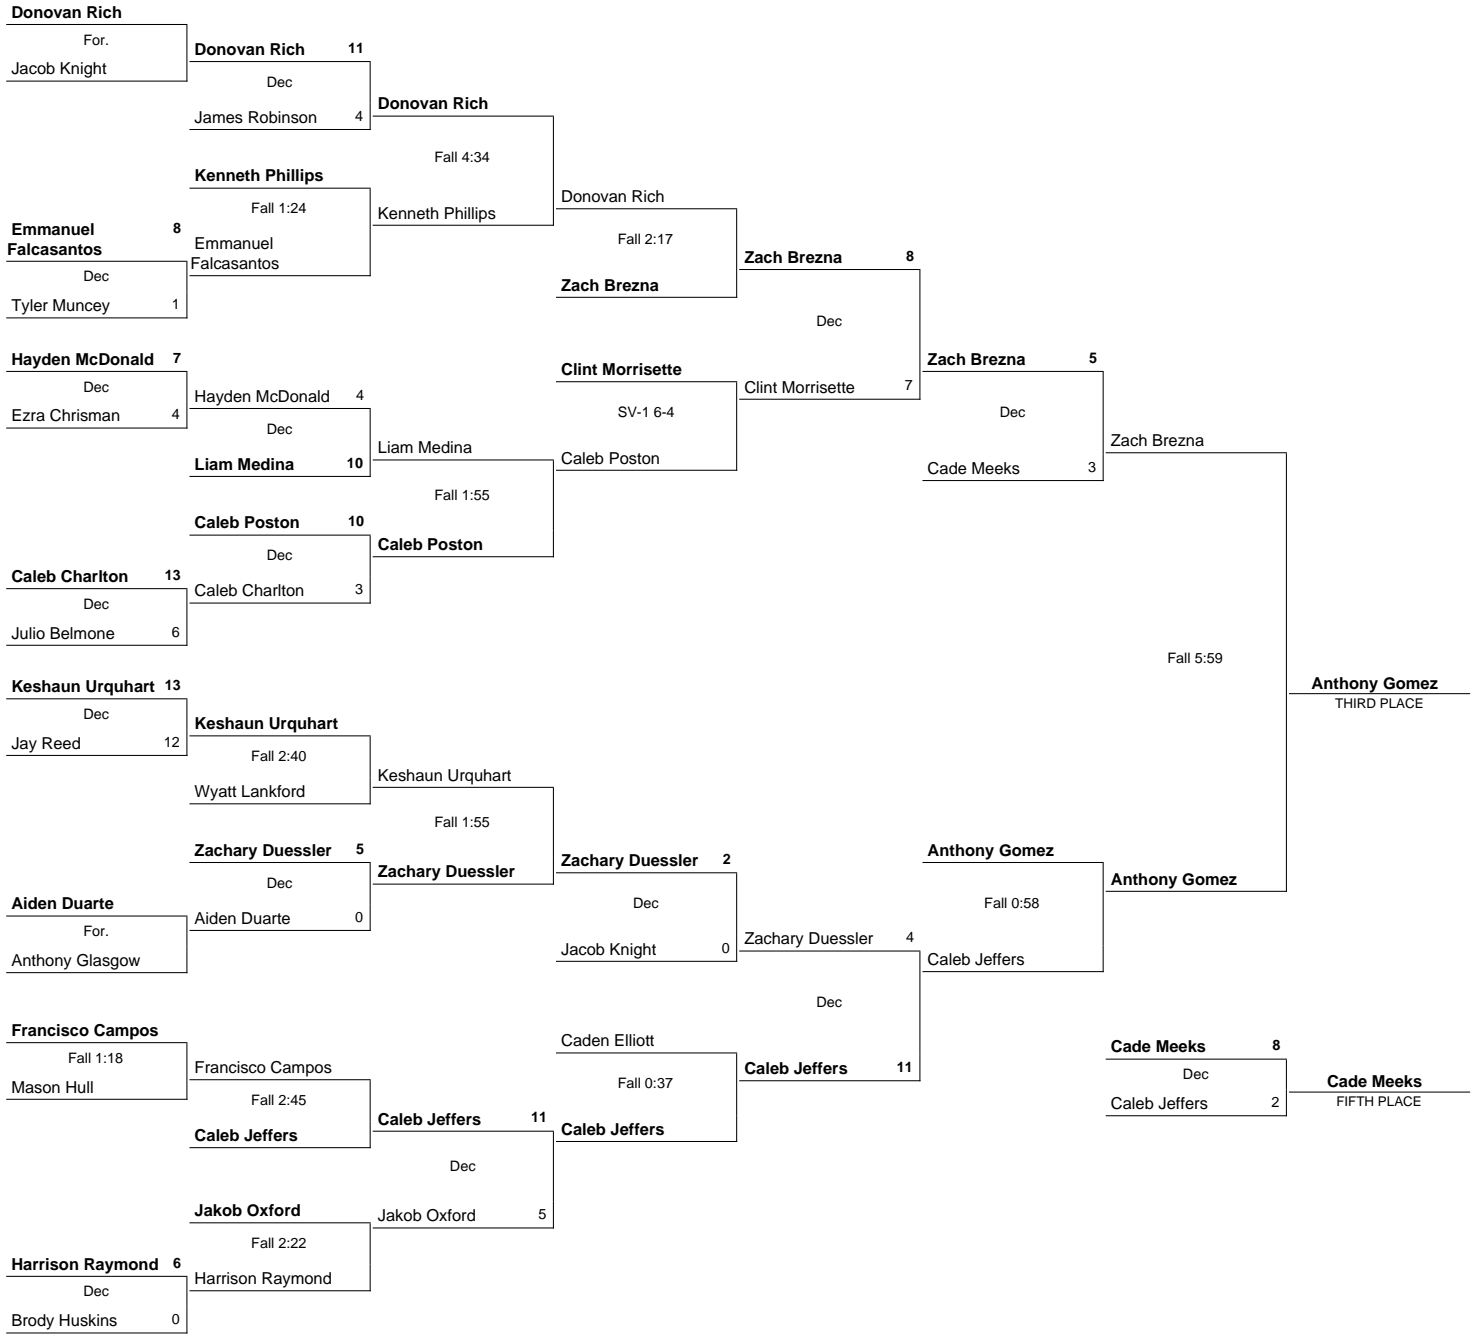 Donovan Rich
For.
Jacob Knight
Donovan Rich 11
Dec
James Robinson 4
Donovan Rich
Fall 4:34
Kenneth Phillips
Kenneth Phillips
Fall 1:24
Emmanuel
Falcasantos
Emmanuel 8
Falcasantos
Dec
Tyler Muncey 1
Donovan Rich
Fall 2:17
Zach Brezna
Zach Brezna 8
Dec
Clint Morrisette 7
Hayden McDonald 7
Dec
Ezra Chrisman 4
Hayden McDonald 4
Dec
Liam Medina 10
Liam Medina
Fall 1:55
Caleb Poston
Clint Morrisette
SV-1 6-4
Caleb Poston
Caleb Poston 10
Dec
Caleb Charlton 3
Caleb Charlton 13
Dec
Julio Belmone 6
Zach Brezna 5
Dec
Cade Meeks 3
Zach Brezna
Fall 5:59
Anthony Gomez
Anthony Gomez
THIRD PLACE
Keshaun Urquhart 13
Dec
Jay Reed 12
Keshaun Urquhart
Fall 2:40
Wyatt Lankford
Keshaun Urquhart
Fall 1:55
Zachary Duessler
Zachary Duessler 5
Dec
Aiden Duarte 0
Aiden Duarte
For.
Anthony Glasgow
Zachary Duessler 2
Dec
Jacob Knight 0
Zachary Duessler 4
Dec
Caleb Jeffers 11
Anthony Gomez
Fall 0:58
Caleb Jeffers
Francisco Campos
Fall 1:18
Mason Hull
Francisco Campos
Fall 2:45
Caleb Jeffers
Caleb Jeffers 11
Dec
Jakob Oxford 5
Caden Elliott
Fall 0:37
Caleb Jeffers
Jakob Oxford
Fall 2:22
Harrison Raymond
Harrison Raymond 6
Dec
Brody Huskins 0
Cade Meeks 8
Dec
Caleb Jeffers 2
Cade Meeks
FIFTH PLACE